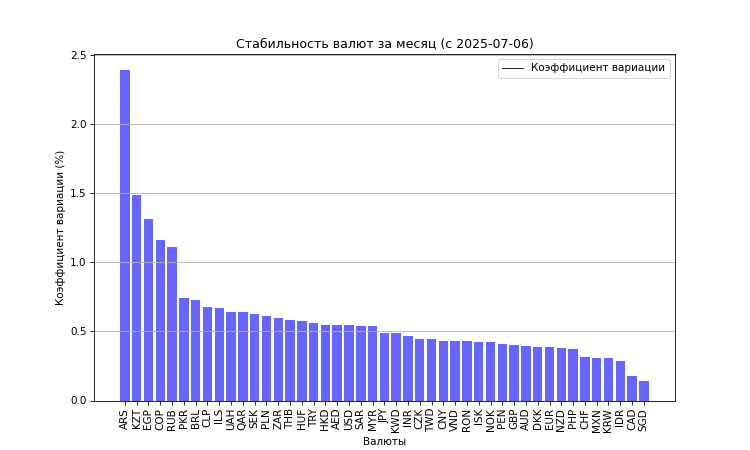 Стабильность валют за месяц (с 2025-07-06)
Коэффициент вариации
Коэффициент вариации (%)
2.5
2.0
1.5
1.0
0.5
0.0
ARS KZT EGP COP RUB PKR BRL CLP ILS UAH QAR SEK PLN ZAR THB HUF TRY HKD AED USD SAR MYR JPY KWD INR CZK TWD CNY VND RON ISK NOK PEN GBP AUD DKK EUR NZD PHP CHF MXN KRW IDR CAD SGD
Валюты